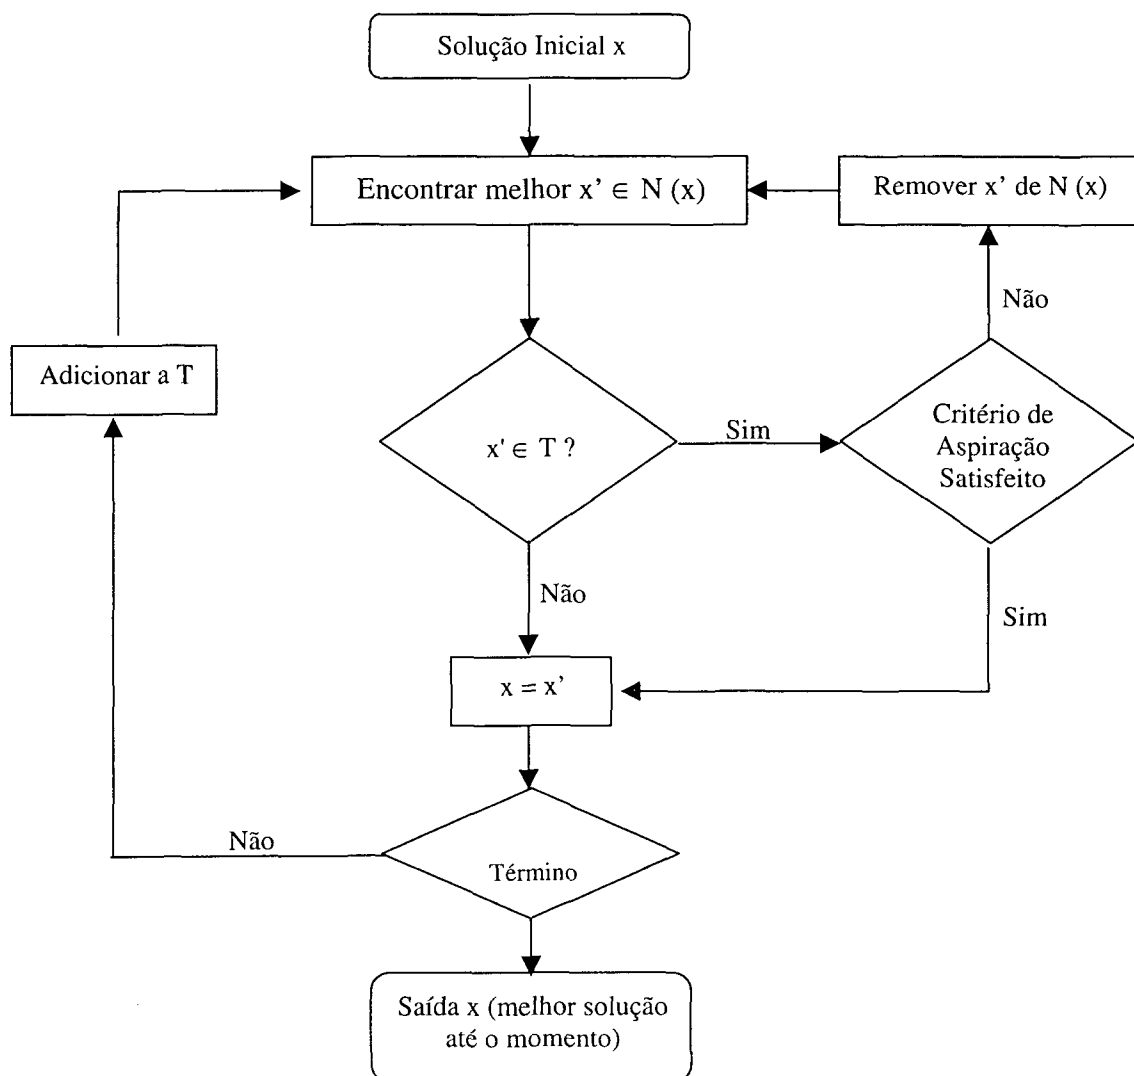 Solução Inicial x
Encontrar melhor x' ∈ N (x)
Remover x' de N (x)
Não
Adicionar a T
x' ∈ T ?
Sim
Critério de
Aspiração
Satisfeito
Não
Sim
x = x'
Não
Término
Saída x (melhor solução
até o momento)